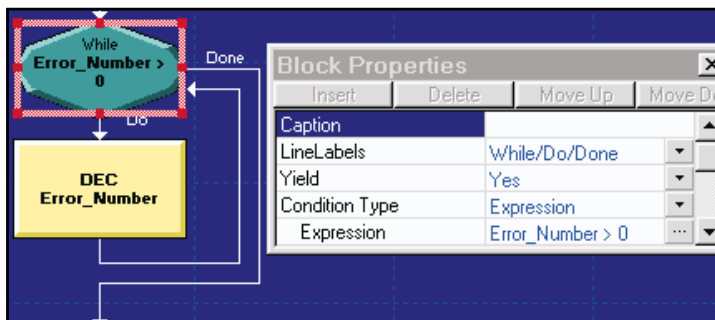 While
Error_Number >
0
Done
Do
DEC
Error_Number
Block Properties
Insert Delete Move Up Move Do
Caption
LineLabels While/Do/Done
Yield Yes
Condition Type Expression
Expression Error_Number > 0 ...